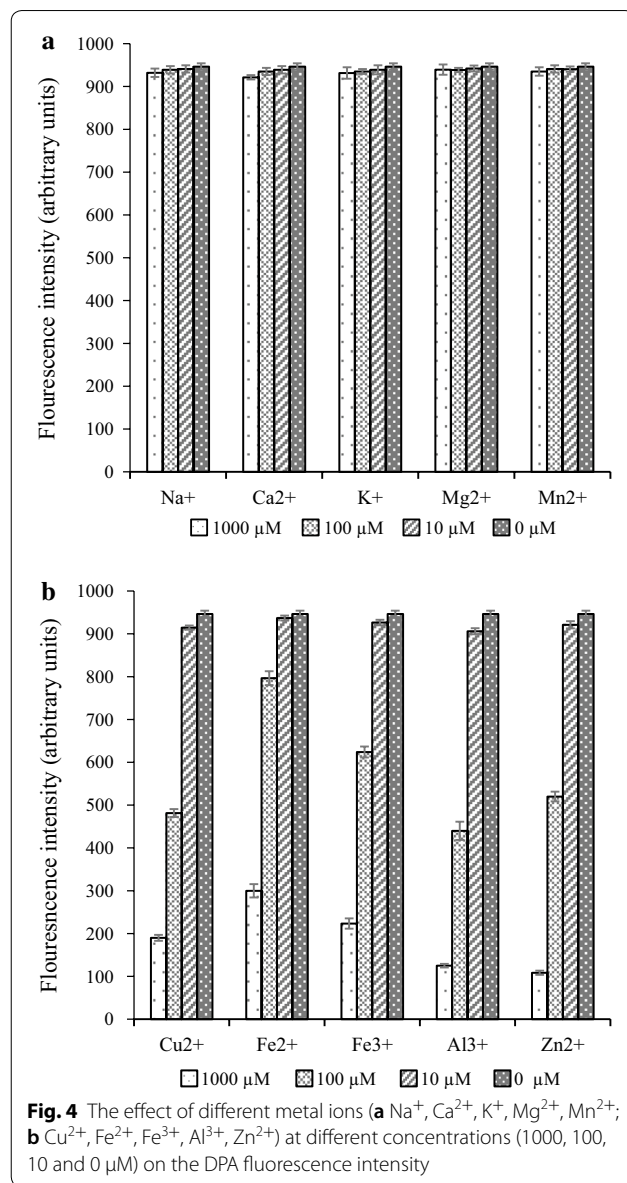 a
1000
900
800
700
600
500
400
300
200
100
0
Flourescence intensity (arbitrary units)
Na+ Ca2+ K+ Mg2+ Mn2+
1000 µM 100 µM 10 µM 0 µM
b
1000
900
800
700
600
500
400
300
200
100
0
Flouresncence intensity (arbitrary units)
Cu2+ Fe2+ Fe3+ Al3+ Zn2+
1000 µM 100 µM 10 µM 0 µM
Fig. 4 The effect of different metal ions (a Na⁺, Ca²⁺, K⁺, Mg²⁺, Mn²⁺;
b Cu²⁺, Fe²⁺, Fe³⁺, Al³⁺, Zn²⁺) at different concentrations (1000, 100,
10 and 0 µM) on the DPA fluorescence intensity